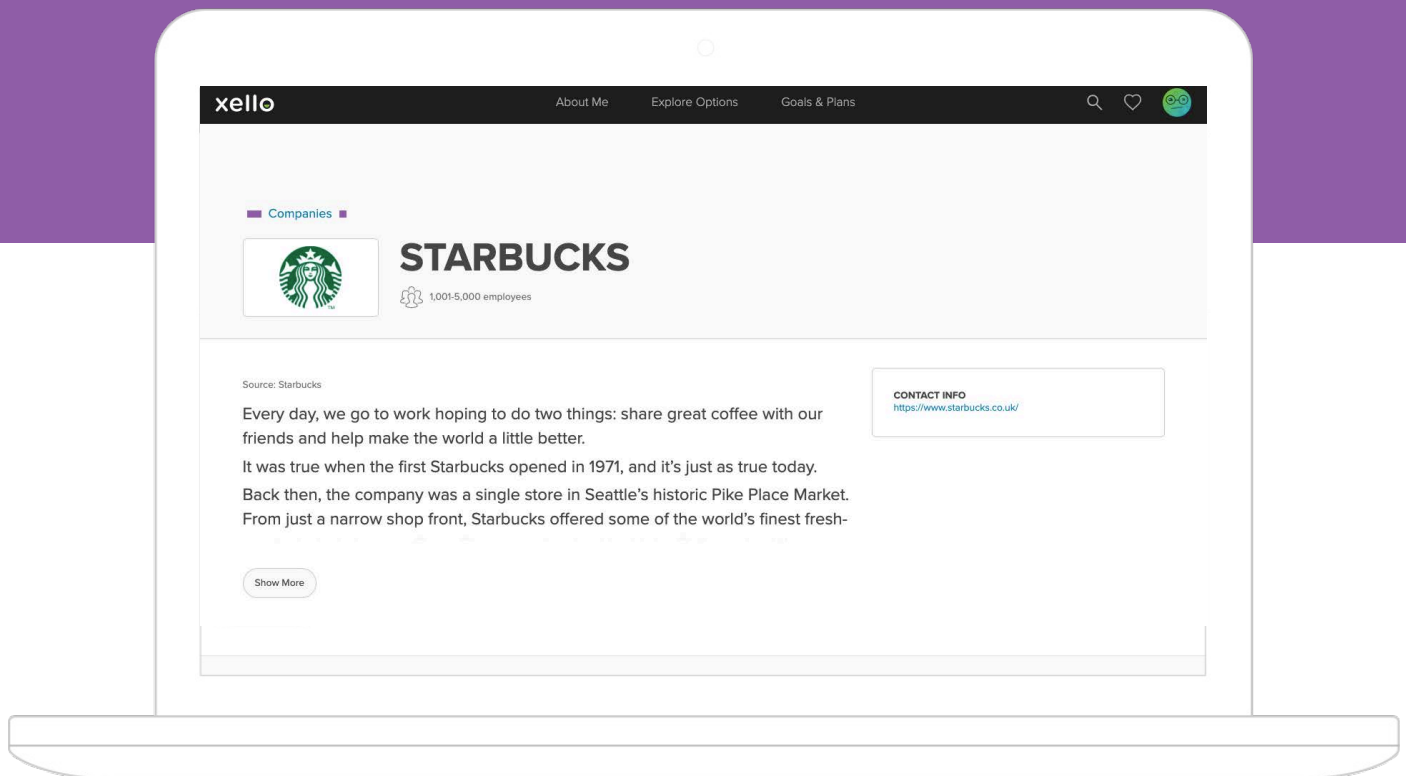 xello
About Me
Explore Options
Goals & Plans
Companies
STARBUCKS
TM
1,001-5,000 employees
Source: Starbucks
Every day, we go to work hoping to do two things: share great coffee with our
friends and help make the world a little better.
It was true when the first Starbucks opened in 1971, and it's just as true today.
Back then, the company was a single store in Seattle's historic Pike Place Market.
From just a narrow shop front, Starbucks offered some of the world's finest fresh-
Show More
CONTACT INFO
https://www.starbucks.co.uk/